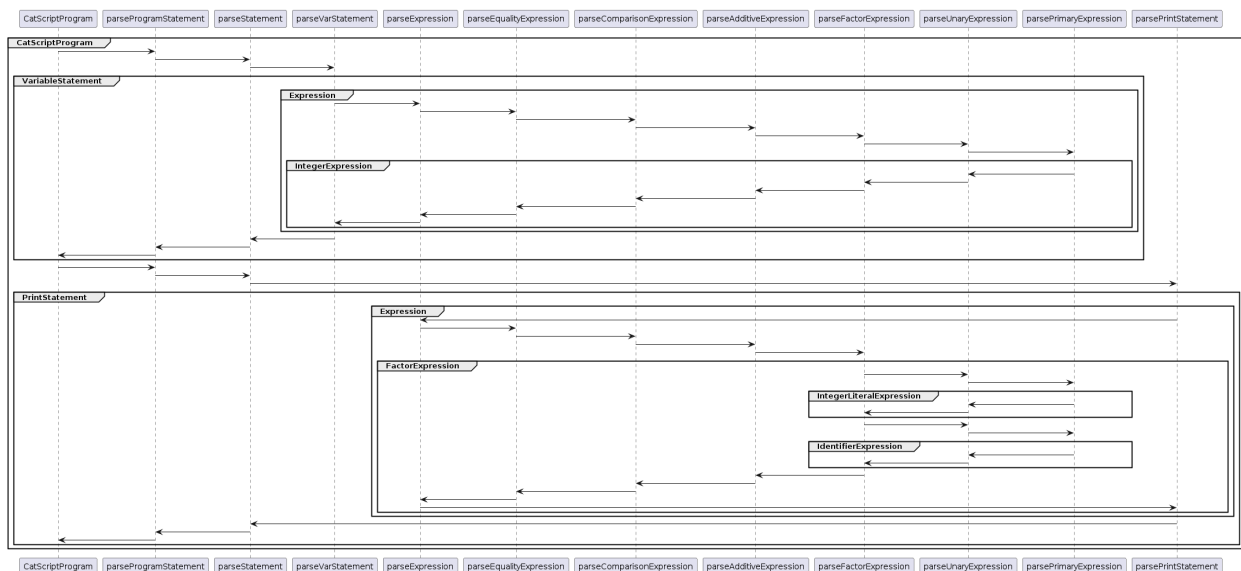 CatScriptProgram parseProgramStatement parseStatement parseVarStatement parseExpression parseEqualityExpression parseComparisonExpression parseAdditiveExpression parseFactorExpression parseUnaryExpression parsePrimaryExpression parsePrintStatement
CatScriptProgram
VariableStatement
Expression
IntegerExpression
PrintStatement
Expression
FactorExpression
IntegerLiteralExpression
IdentifierExpression
CatScriptProgram parseProgramStatement parseStatement parseVarStatement parseExpression parseEqualityExpression parseComparisonExpression parseAdditiveExpression parseFactorExpression parseUnaryExpression parsePrimaryExpression parsePrintStatement